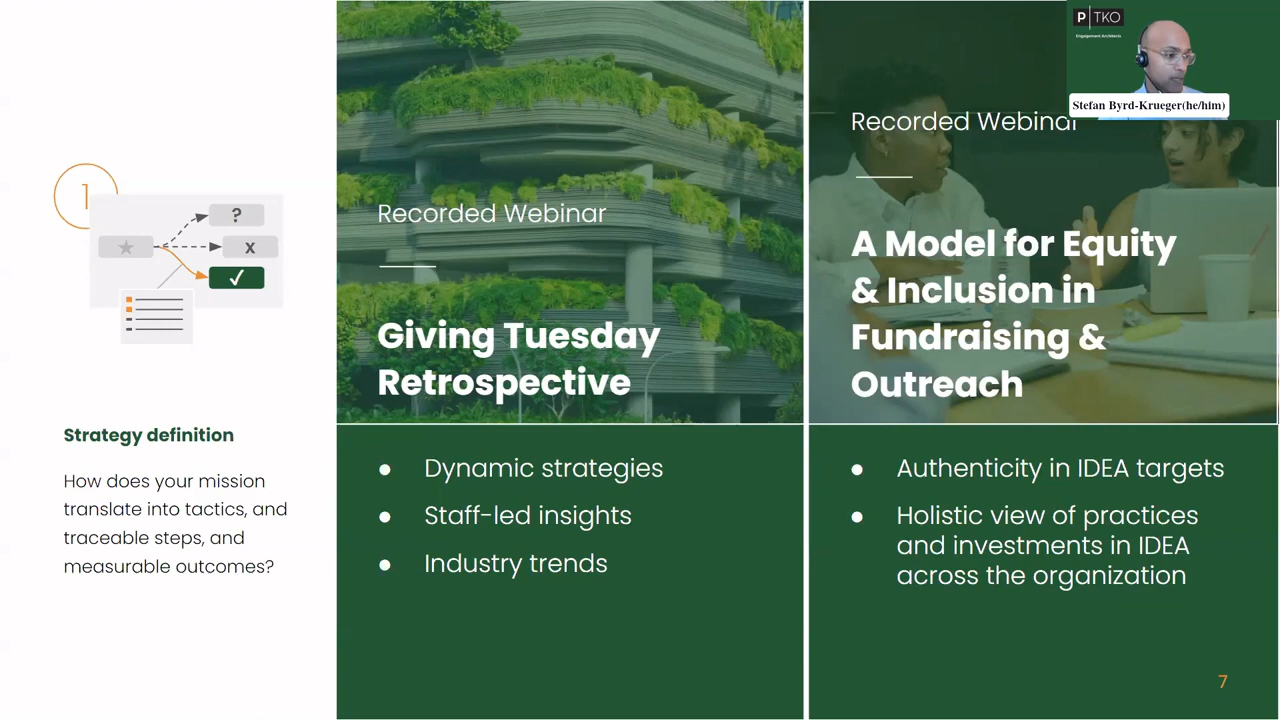 1
?
x
Strategy definition
How does your mission
translate into tactics, and
traceable steps, and
measurable outcomes?
Recorded Webinar
Giving Tuesday
Retrospective
Dynamic strategies
Staff-led insights
Industry trends
P TKO
Engagement Architects
Stefan Byrd-Krueger(he/him)
Recorded Webinar
A Model for Equity
& Inclusion in
Fundraising &
Outreach
Authenticity in IDEA targets
Holistic view of practices
and investments in IDEA
across the organization
7